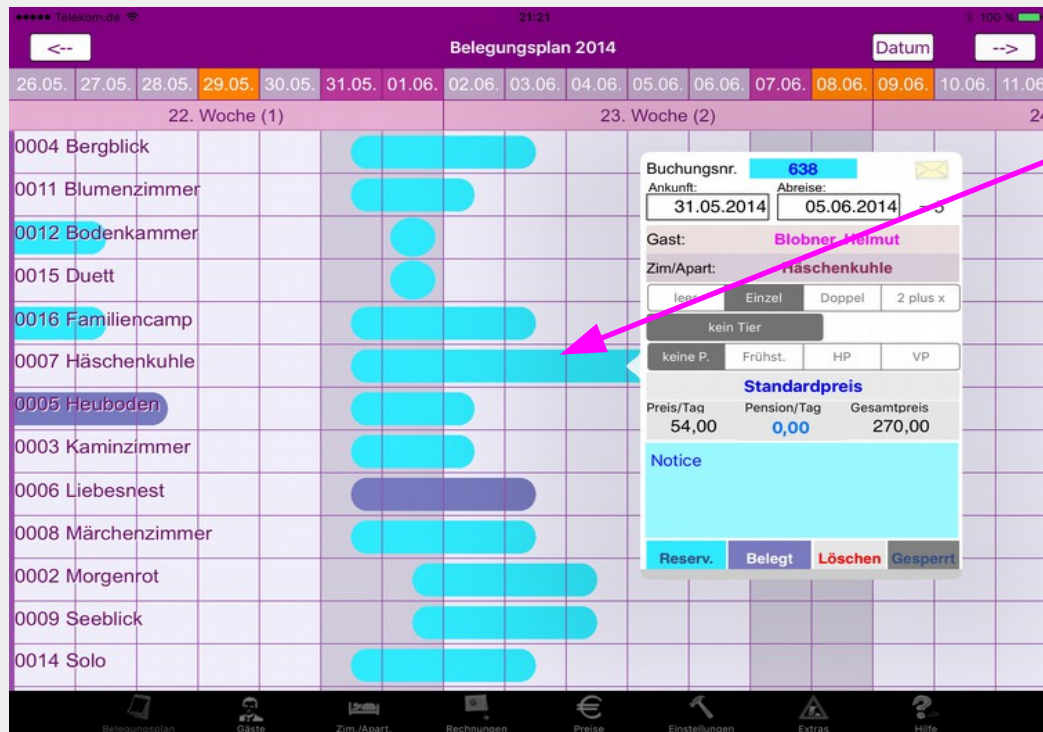 Telekom.de 21:21 100 %
<-- Belegungsplan 2014 Datum -->
26.05. 27.05. 28.05. 29.05. 30.05. 31.05. 01.06. 02.06. 03.06. 04.06. 05.06. 06.06. 07.06. 08.06. 09.06. 10.06. 11.06
22. Woche (1) 23. Woche (2) 24
0004 Bergblick
0011 Blumenzimmer
0012 Bodenkammer
0015 Duett
0016 Familiencamp
0007 Häschenkuhle
0005 Heuboden
0003 Kaminzimmer
0006 Liebesnest
0008 Märchenzimmer
0002 Morgenrot
0009 Seeblick
0014 Solo
Buchungsnr. 638
Ankunft: Abreise:
31.05.2014 05.06.2014
Gast: Blobner, Helmut
Zim/Apart: Häschenkuhle
leer Einzel Doppel 2 plus x
kein Tier
keine P. Frühst. HP VP
Standardpreis
Preis/Tag Pension/Tag Gesamtpreis
54,00 0,00 270,00
Notice
Reserv. Belegt Löschen Gesperrt
Belegungsplan Gäste Zim./Apart. Rechnungen Preise Einstellungen Extras Hilfe